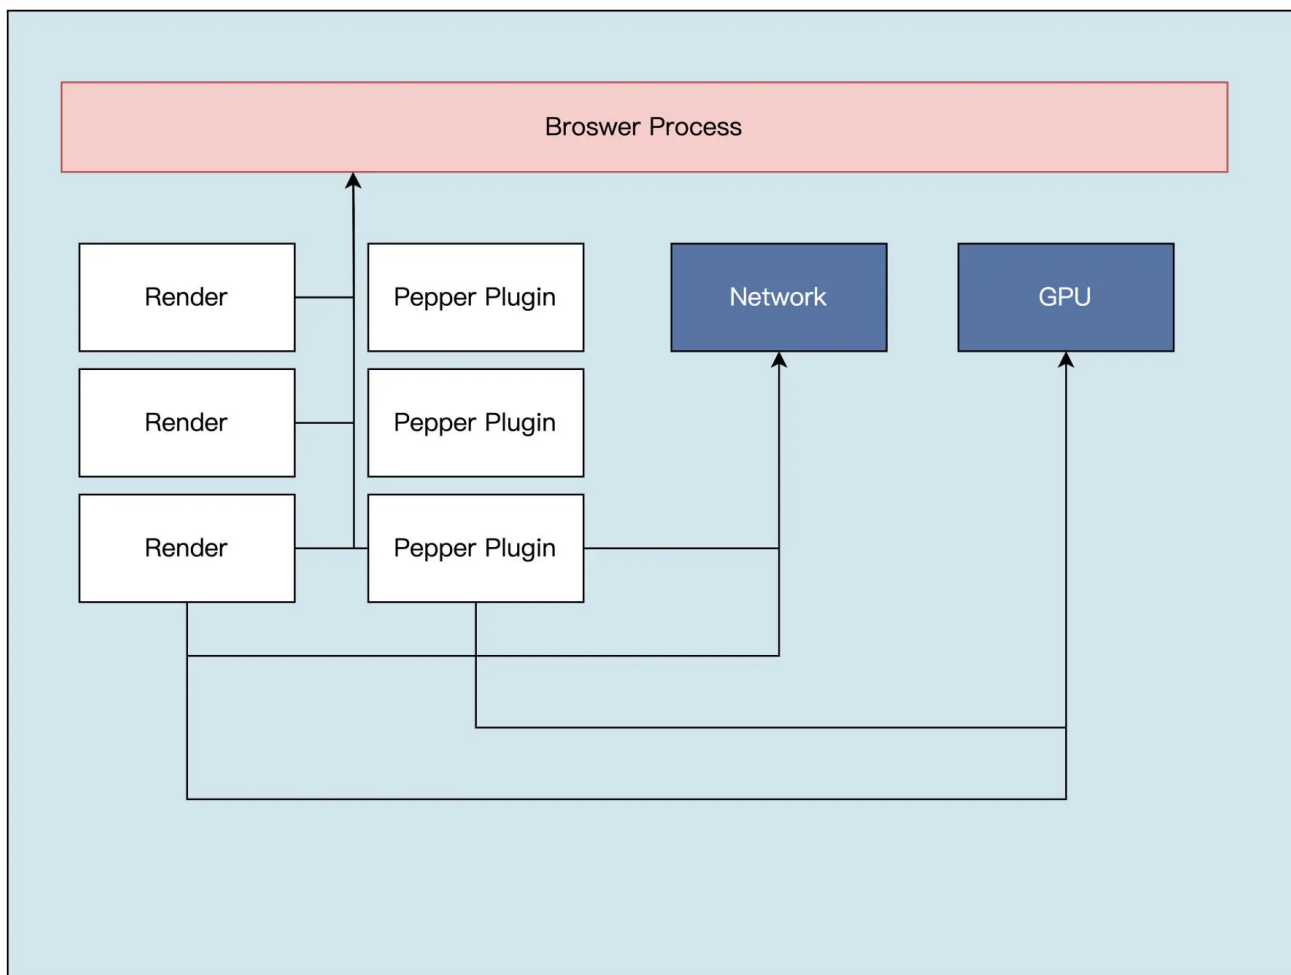 Broswer Process
Render
Pepper Plugin
Network
GPU
Render
Pepper Plugin
Render
Pepper Plugin